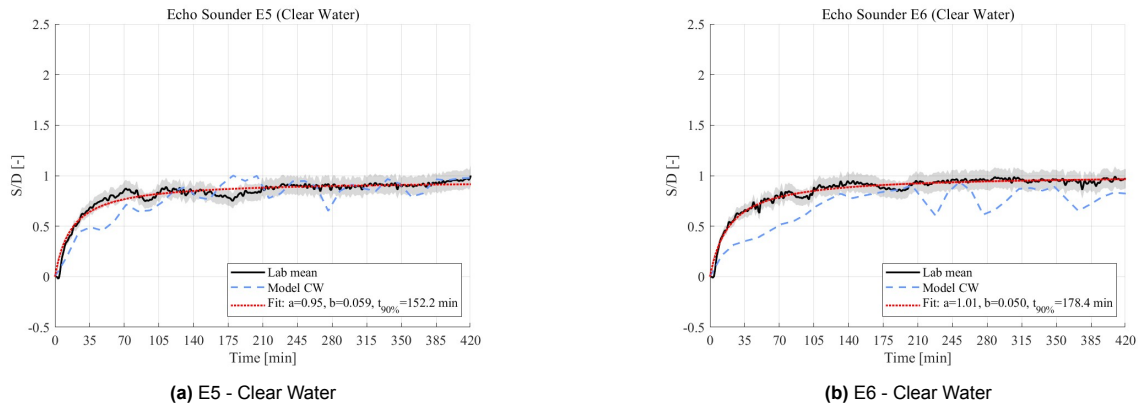 Echo Sounder E5 (Clear Water)
2.5
2
1.5
1
0.5
0
-0.5
S/D [-]
Lab mean
Model CW
Fit: a=0.95, b=0.059, t90%=152.2 min
0 35 70 105 140 175 210 245 280 315 350 385 420
Time [min]
(a) E5 - Clear Water
Echo Sounder E6 (Clear Water)
2.5
2
1.5
1
0.5
0
-0.5
S/D [-]
Lab mean
Model CW
Fit: a=1.01, b=0.050, t90%=178.4 min
0 35 70 105 140 175 210 245 280 315 350 385 420
Time [min]
(b) E6 - Clear Water